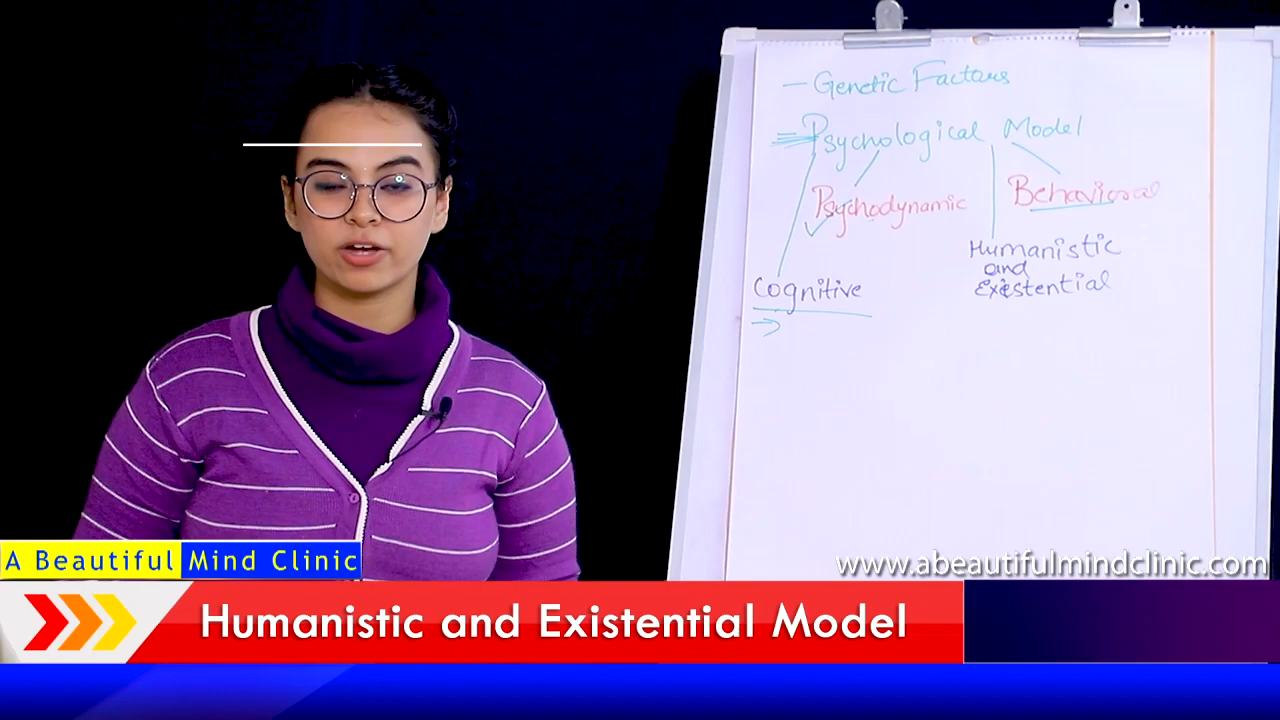 – Genetic Factors
Psychological Model
Psychodynamic
Behavioral
Humanistic
and
Existential
Cognitive
A Beautiful Mind Clinic
www.abeautifulmindclinic.com
Humanistic and Existential Model